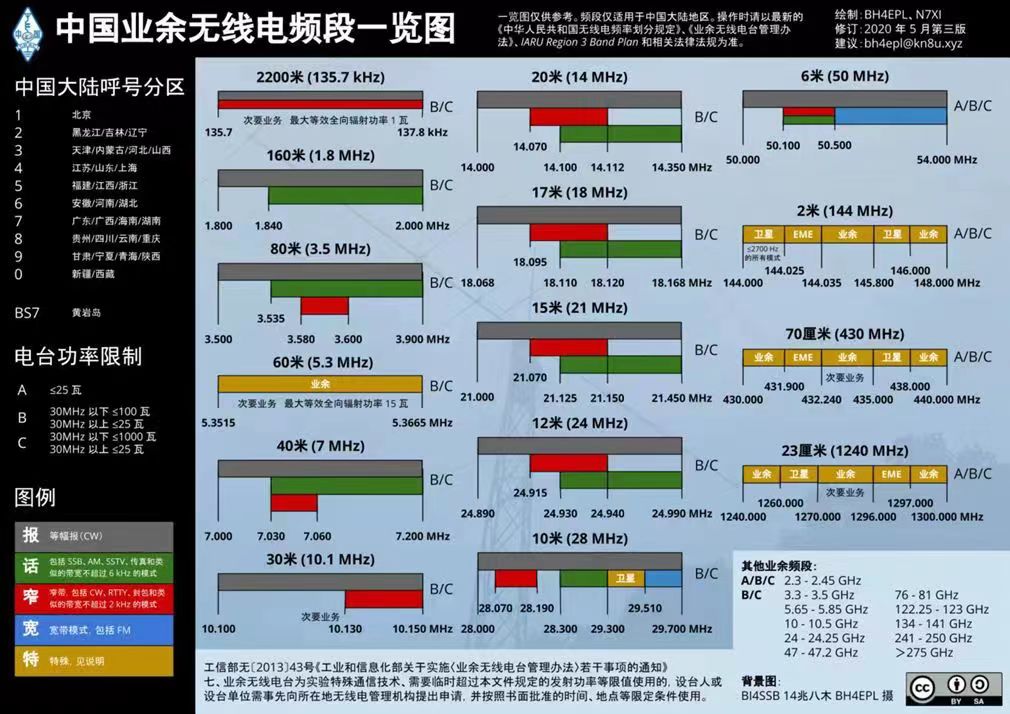 中国业余无线电频段一览图
一览图仅供参考。频段仅适用于中国大陆地区。操作时请以最新的
《中华人民共和国无线电频率划分规定》、《业余无线电台管理办
法》、IARU Region 3 Band Plan 和相关法律法规为准。
绘制: BH4EPL、N7XI
修订: 2020 年 5 月第三版
建议: bh4epl@kn8u.xyz
中国大陆呼号分区
1 北京
2 黑龙江/吉林/辽宁
3 天津/内蒙古/河北/山西
4 江苏/山东/上海
5 福建/江西/浙江
6 安徽/河南/湖北
7 广东/广西/海南/湖南
8 贵州/四川/云南/重庆
9 甘肃/宁夏/青海/陕西
0 新疆/西藏
BS7 黄岩岛
电台功率限制
A ≤25 瓦
B 30MHz 以下 ≤100 瓦
30MHz 以上 ≤25 瓦
C 30MHz 以下 ≤1000 瓦
30MHz 以上 ≤25 瓦
图例
报 等幅报(CW)
话 包括 SSB、AM、SSTV、传真和类
似的带宽不超过 6 kHz 的模式
窄 窄带, 包括 CW、RTTY、封包和类
似的带宽不超过 2 kHz 的模式
宽 宽带模式, 包括 FM
特 特殊, 见说明
2200米 (135.7 kHz)
B/C
次要业务 最大等效全向辐射功率 1 瓦
135.7 137.8 kHz
160米 (1.8 MHz)
B/C
1.800 1.840 2.000 MHz
80米 (3.5 MHz)
B/C
3.535
3.500 3.580 3.600 3.900 MHz
60米 (5.3 MHz)
业余 B/C
次要业务 最大等效全向辐射功率 15 瓦
5.3515 5.3665 MHz
40米 (7 MHz)
B/C
7.000 7.030 7.060 7.200 MHz
30米 (10.1 MHz)
B/C
次要业务
10.100 10.130 10.150 MHz
20米 (14 MHz)
B/C
14.070
14.000 14.100 14.112 14.350 MHz
17米 (18 MHz)
B/C
18.095
18.068 18.110 18.120 18.168 MHz
15米 (21 MHz)
B/C
21.070
21.000 21.125 21.150 21.450 MHz
12米 (24 MHz)
B/C
24.915
24.890 24.930 24.940 24.990 MHz
10米 (28 MHz)
卫星 B/C
28.070 28.190 29.510
28.000 28.300 29.300 29.700 MHz
6米 (50 MHz)
A/B/C
50.100 50.500
50.000 54.000 MHz
2米 (144 MHz)
卫星 EME 业余 卫星 业余 A/B/C
≤2700 Hz
的所有模式
144.025 146.000
144.000 144.035 145.800 148.000 MHz
70厘米 (430 MHz)
业余 EME 业余 卫星 业余 A/B/C
次要业务
431.900 438.000
430.000 432.240 435.000 440.000 MHz
23厘米 (1240 MHz)
业余 卫星 业余 EME 业余 A/B/C
次要业务
1260.000 1297.000
1240.000 1270.000 1296.000 1300.000 MHz
其他业余频段:
A/B/C 2.3 - 2.45 GHz
B/C 3.3 - 3.5 GHz 76 - 81 GHz
5.65 - 5.85 GHz 122.25 - 123 GHz
10 - 10.5 GHz 134 - 141 GHz
24 - 24.25 GHz 241 - 250 GHz
47 - 47.2 GHz ＞275 GHz
工信部无〔2013〕43号《工业和信息化部关于实施〈业余无线电台管理办法〉若干事项的通知》
七、业余无线电台为实验特殊通信技术、需要临时超过本文件规定的发射功率等限值使用的, 设台人或
设台单位需事先向所在地无线电管理机构提出申请, 并按照书面批准的时间、地点等限定条件使用。
背景图:
BI4SSB 14兆八木 BH4EPL 摄
CC BY SA